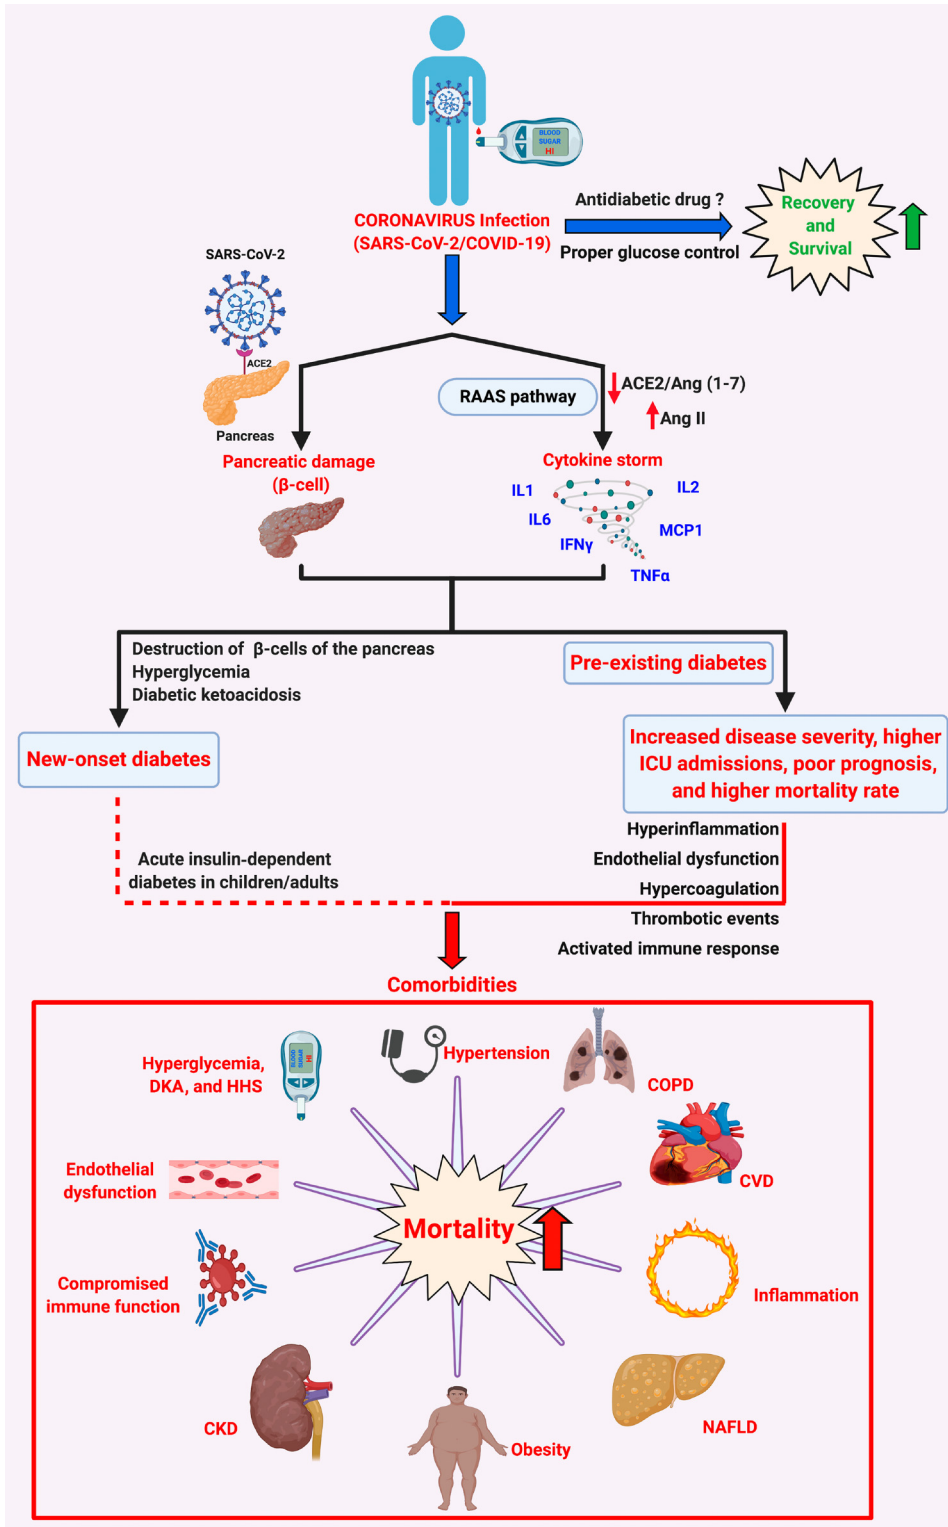 BLOOD
SUGAR
HI
CORONAVIRUS Infection
(SARS-CoV-2/COVID-19)
Antidiabetic drug ?
Proper glucose control
Recovery
and
Survival
SARS-CoV-2
ACE2
Pancreas
RAAS pathway
ACE2/Ang (1-7)
Ang II
Pancreatic damage
(β-cell)
Cytokine storm
IL1
IL2
IL6
MCP1
IFNγ
TNFα
Destruction of β-cells of the pancreas
Hyperglycemia
Diabetic ketoacidosis
Pre-existing diabetes
New-onset diabetes
Increased disease severity, higher
ICU admissions, poor prognosis,
and higher mortality rate
Hyperinflammation
Endothelial dysfunction
Hypercoagulation
Thrombotic events
Activated immune response
Acute insulin-dependent
diabetes in children/adults
Comorbidities
Hyperglycemia,
DKA, and HHS
BLOOD
SUGAR
HI
Hypertension
COPD
Endothelial
dysfunction
CVD
Mortality
Compromised
immune function
Inflammation
CKD
Obesity
NAFLD